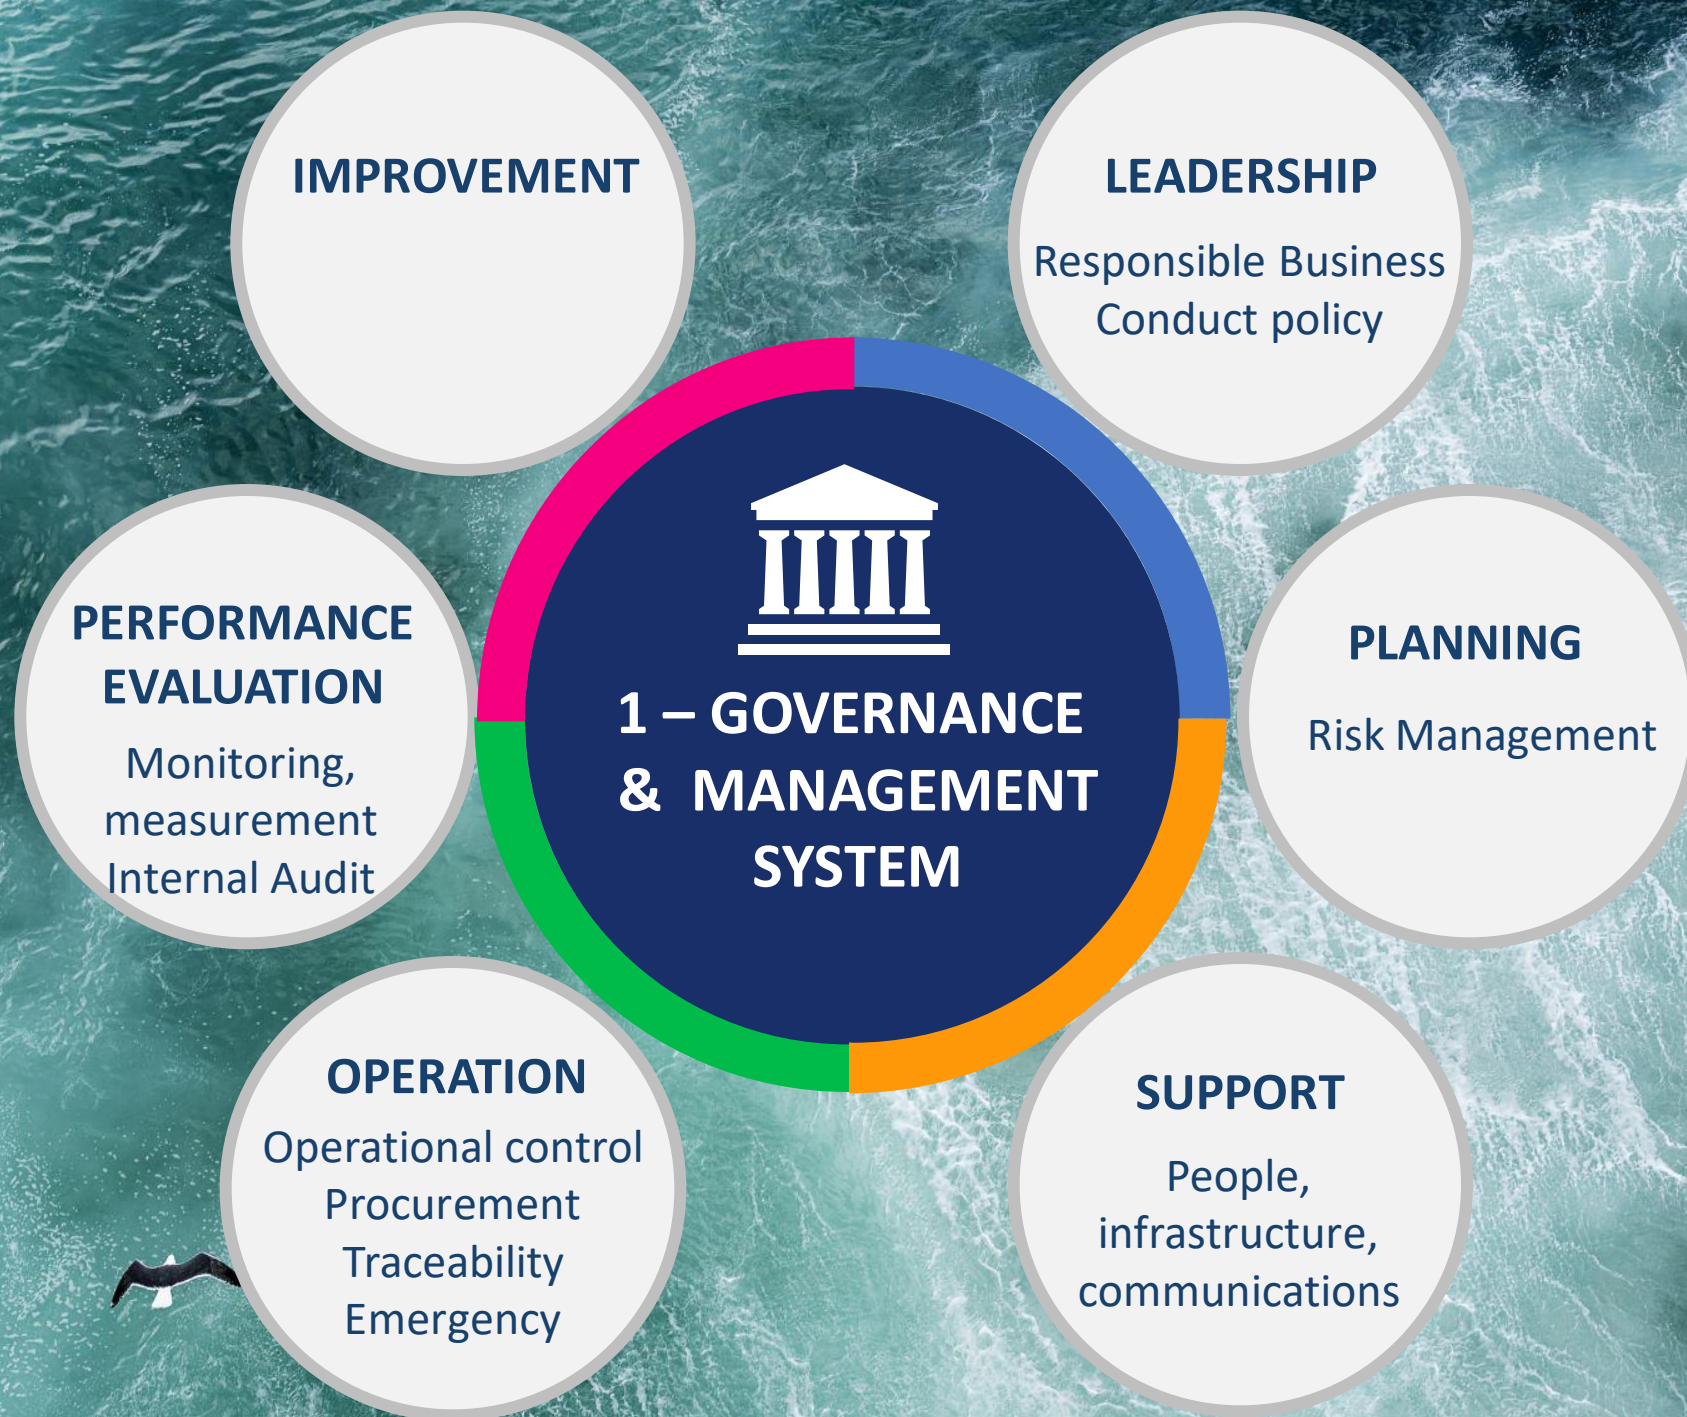 IMPROVEMENT
LEADERSHIP
Responsible Business
Conduct policy
PERFORMANCE
EVALUATION
Monitoring,
measurement
Internal Audit
1 – GOVERNANCE
& MANAGEMENT
SYSTEM
PLANNING
Risk Management
OPERATION
Operational control
Procurement
Traceability
Emergency
SUPPORT
People,
infrastructure,
communications